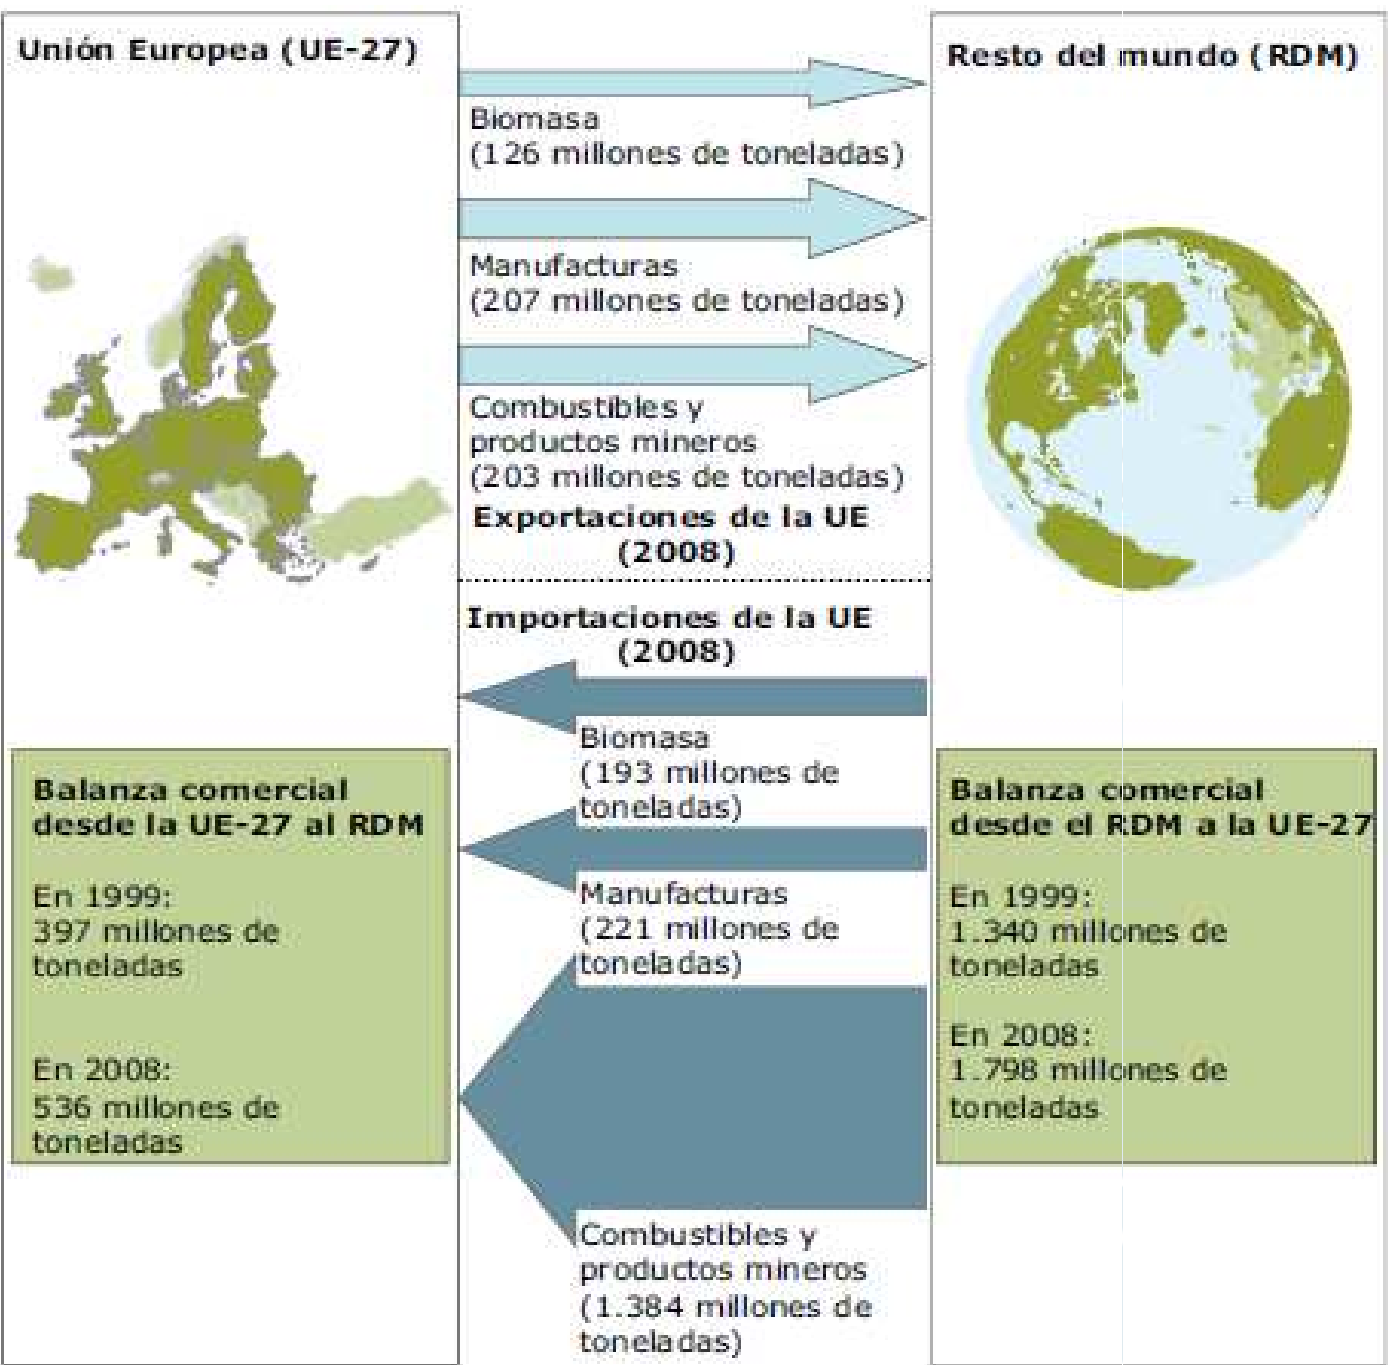 Unión Europea (UE-27)
Resto del mundo (RDM)
Biomasa
(126 millones de toneladas)
Manufacturas
(207 millones de toneladas)
Combustibles y
productos mineros
(203 millones de toneladas)
Exportaciones de la UE
(2008)
Importaciones de la UE
(2008)
Biomasa
(193 millones de
toneladas)
Manufacturas
(221 millones de
toneladas)
Combustibles y
productos mineros
(1.384 millones de
toneladas)
Balanza comercial
desde la UE-27 al RDM
En 1999:
397 millones de
toneladas
En 2008:
536 millones de
toneladas
Balanza comercial
desde el RDM a la UE-27
En 1999:
1.340 millones de
toneladas
En 2008:
1.798 millones de
toneladas